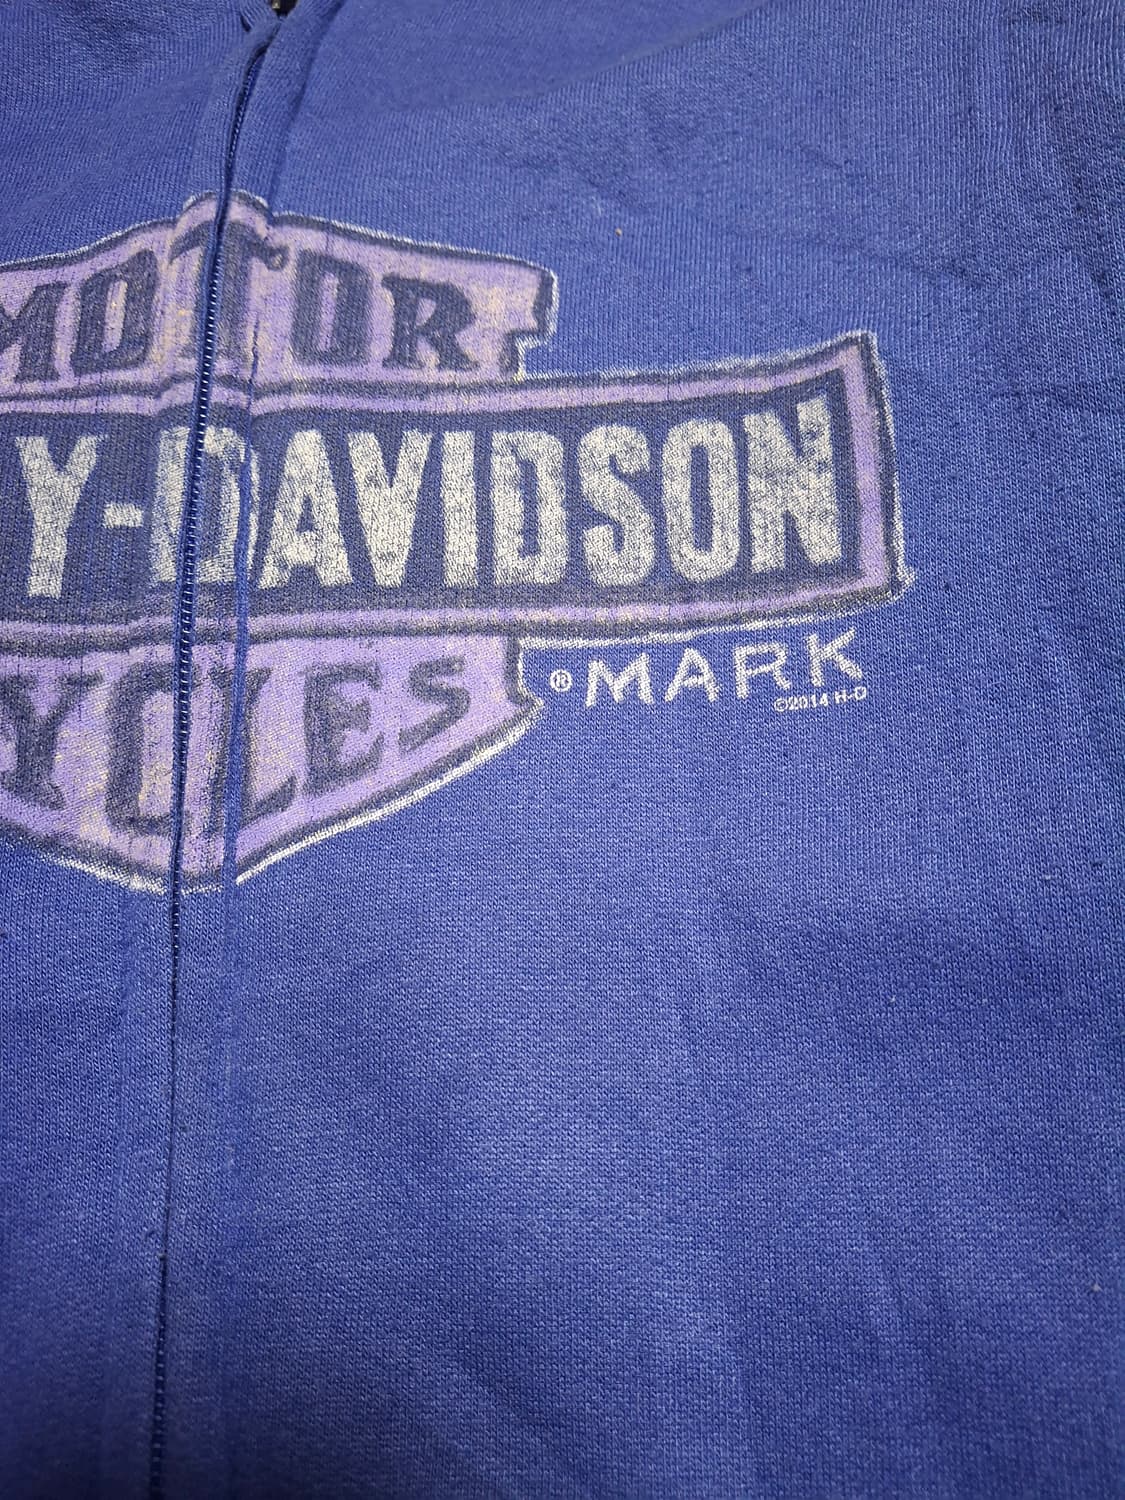 MOTOR
Y-DAVIDSON
YCLES
® MARK
©2014 H-D